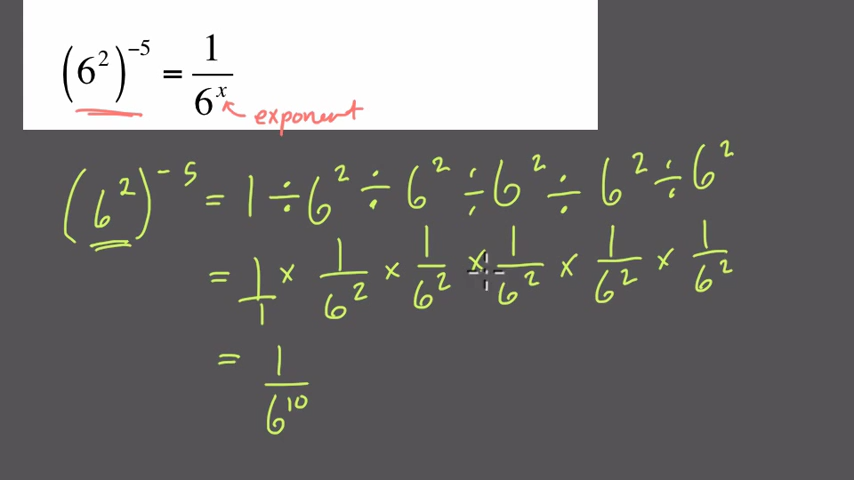 (6²)⁻⁵ = 1/6ˣ
exponent
(6²)⁻⁵ = 1 ÷ 6² ÷ 6² ÷ 6² ÷ 6² ÷ 6²
= 1/1 × 1/6² × 1/6² × 1/6² × 1/6² × 1/6²
= 1/6¹⁰